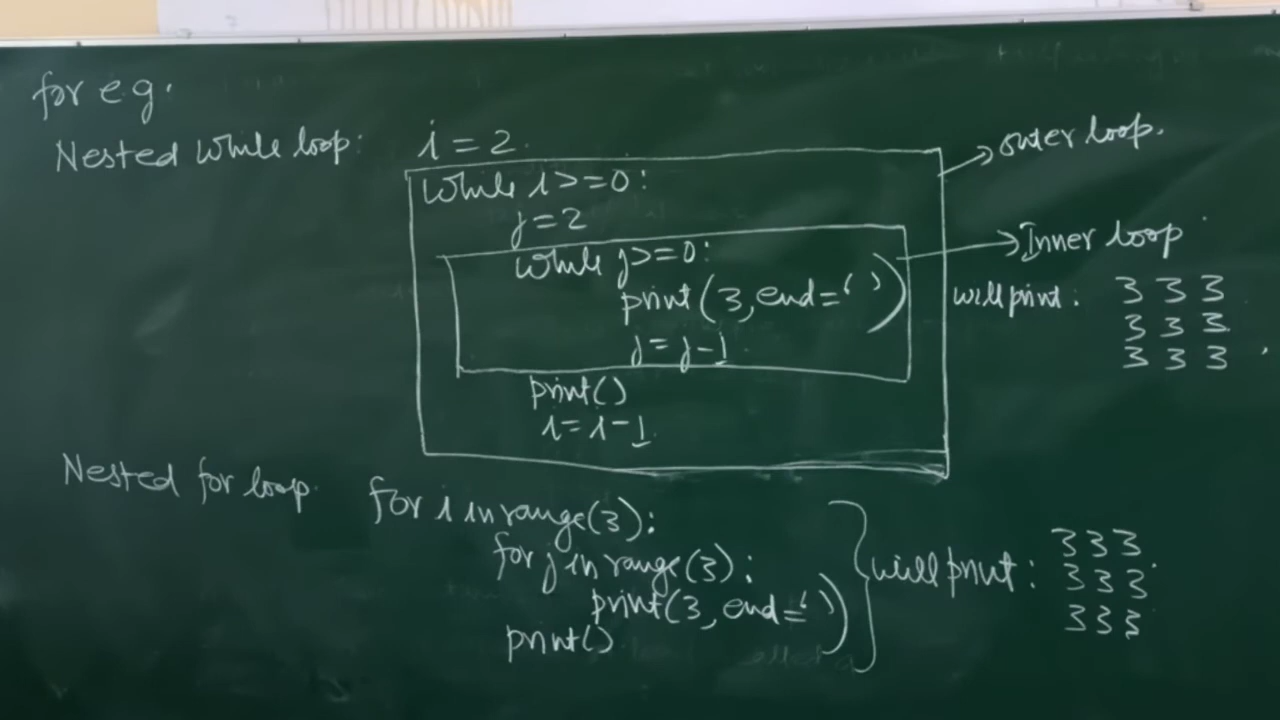 for e.g.
Nested while loop: i = 2
while i >= 0:
j = 2
while j >= 0:
print(3, end=' ')
j = j-1
print()
i = i-1
outer loop.
Inner loop
will print: 3 3 3
3 3 3
3 3 3
Nested for loop for i in range(3):
for j in range(3):
print(3, end=' ')
print()
will print: 3 3 3
3 3 3
3 3 3